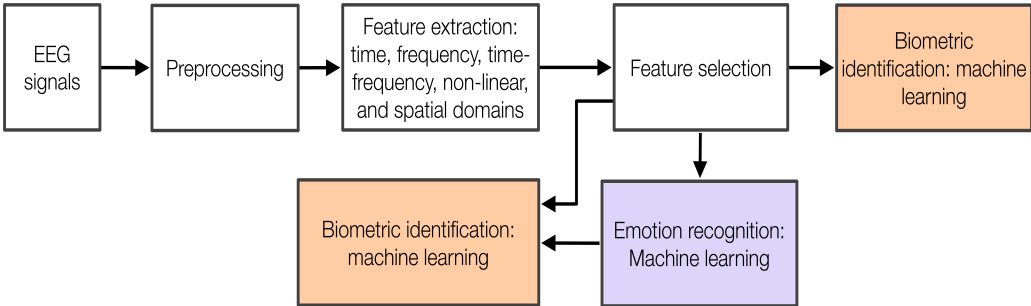 EEG
signals
Preprocessing
Feature extraction:
time, frequency, time-
frequency, non-linear,
and spatial domains
Feature selection
Biometric
identification: machine
learning
Biometric identification:
machine learning
Emotion recognition:
Machine learning